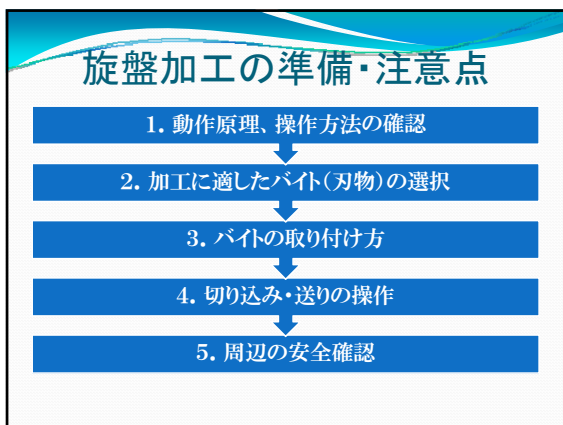 旋盤加工の準備・注意点
1. 動作原理、操作方法の確認
2. 加工に適したバイト(刃物)の選択
3. バイトの取り付け方
4. 切り込み・送りの操作
5. 周辺の安全確認